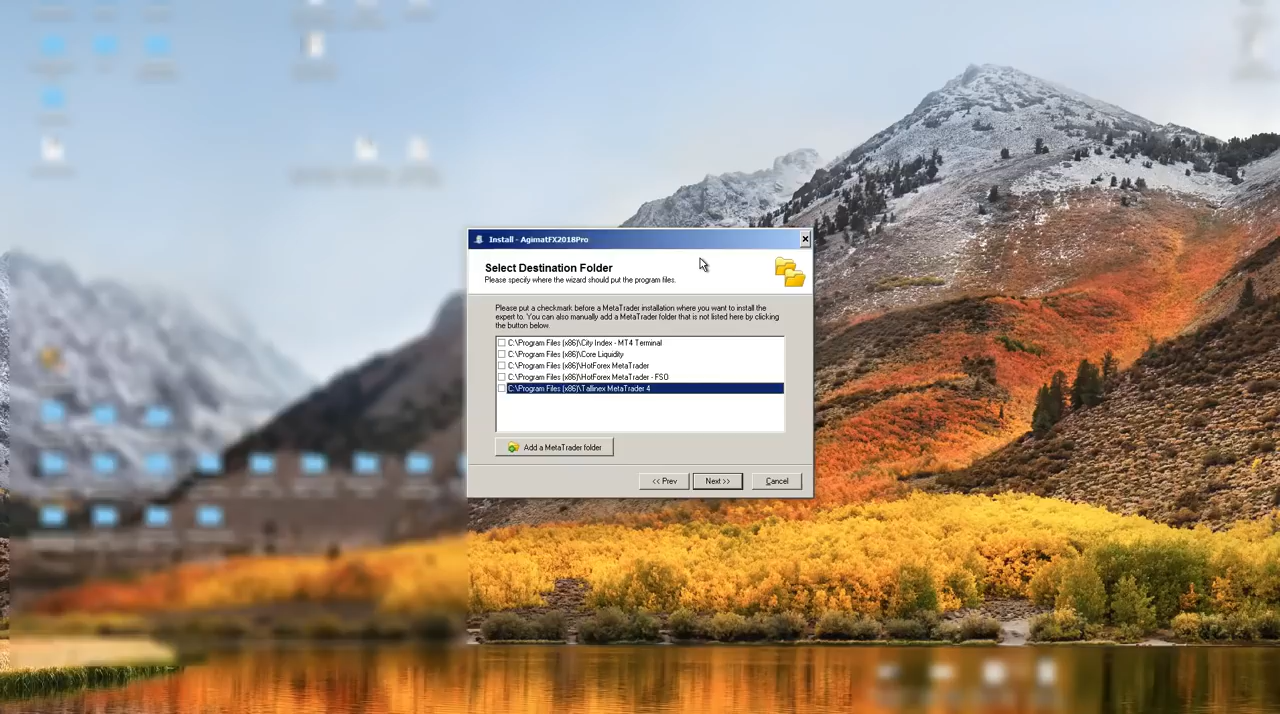 Install - AgimatFX2018Pro
Select Destination Folder
Please specify where the wizard should put the program files.
Please put a checkmark before a MetaTrader installation where you want to install the
expert to. You can also manually add a MetaTrader folder that is not listed here by clicking
the button below.
C:\Program Files (x86)\City Index - MT4 Terminal
C:\Program Files (x86)\Core Liquidity
C:\Program Files (x86)\HotForex MetaTrader
C:\Program Files (x86)\HotForex MetaTrader - FSO
C:\Program Files (x86)\Tallinex MetaTrader 4
Add a MetaTrader folder
<< Prev
Next >>
Cancel